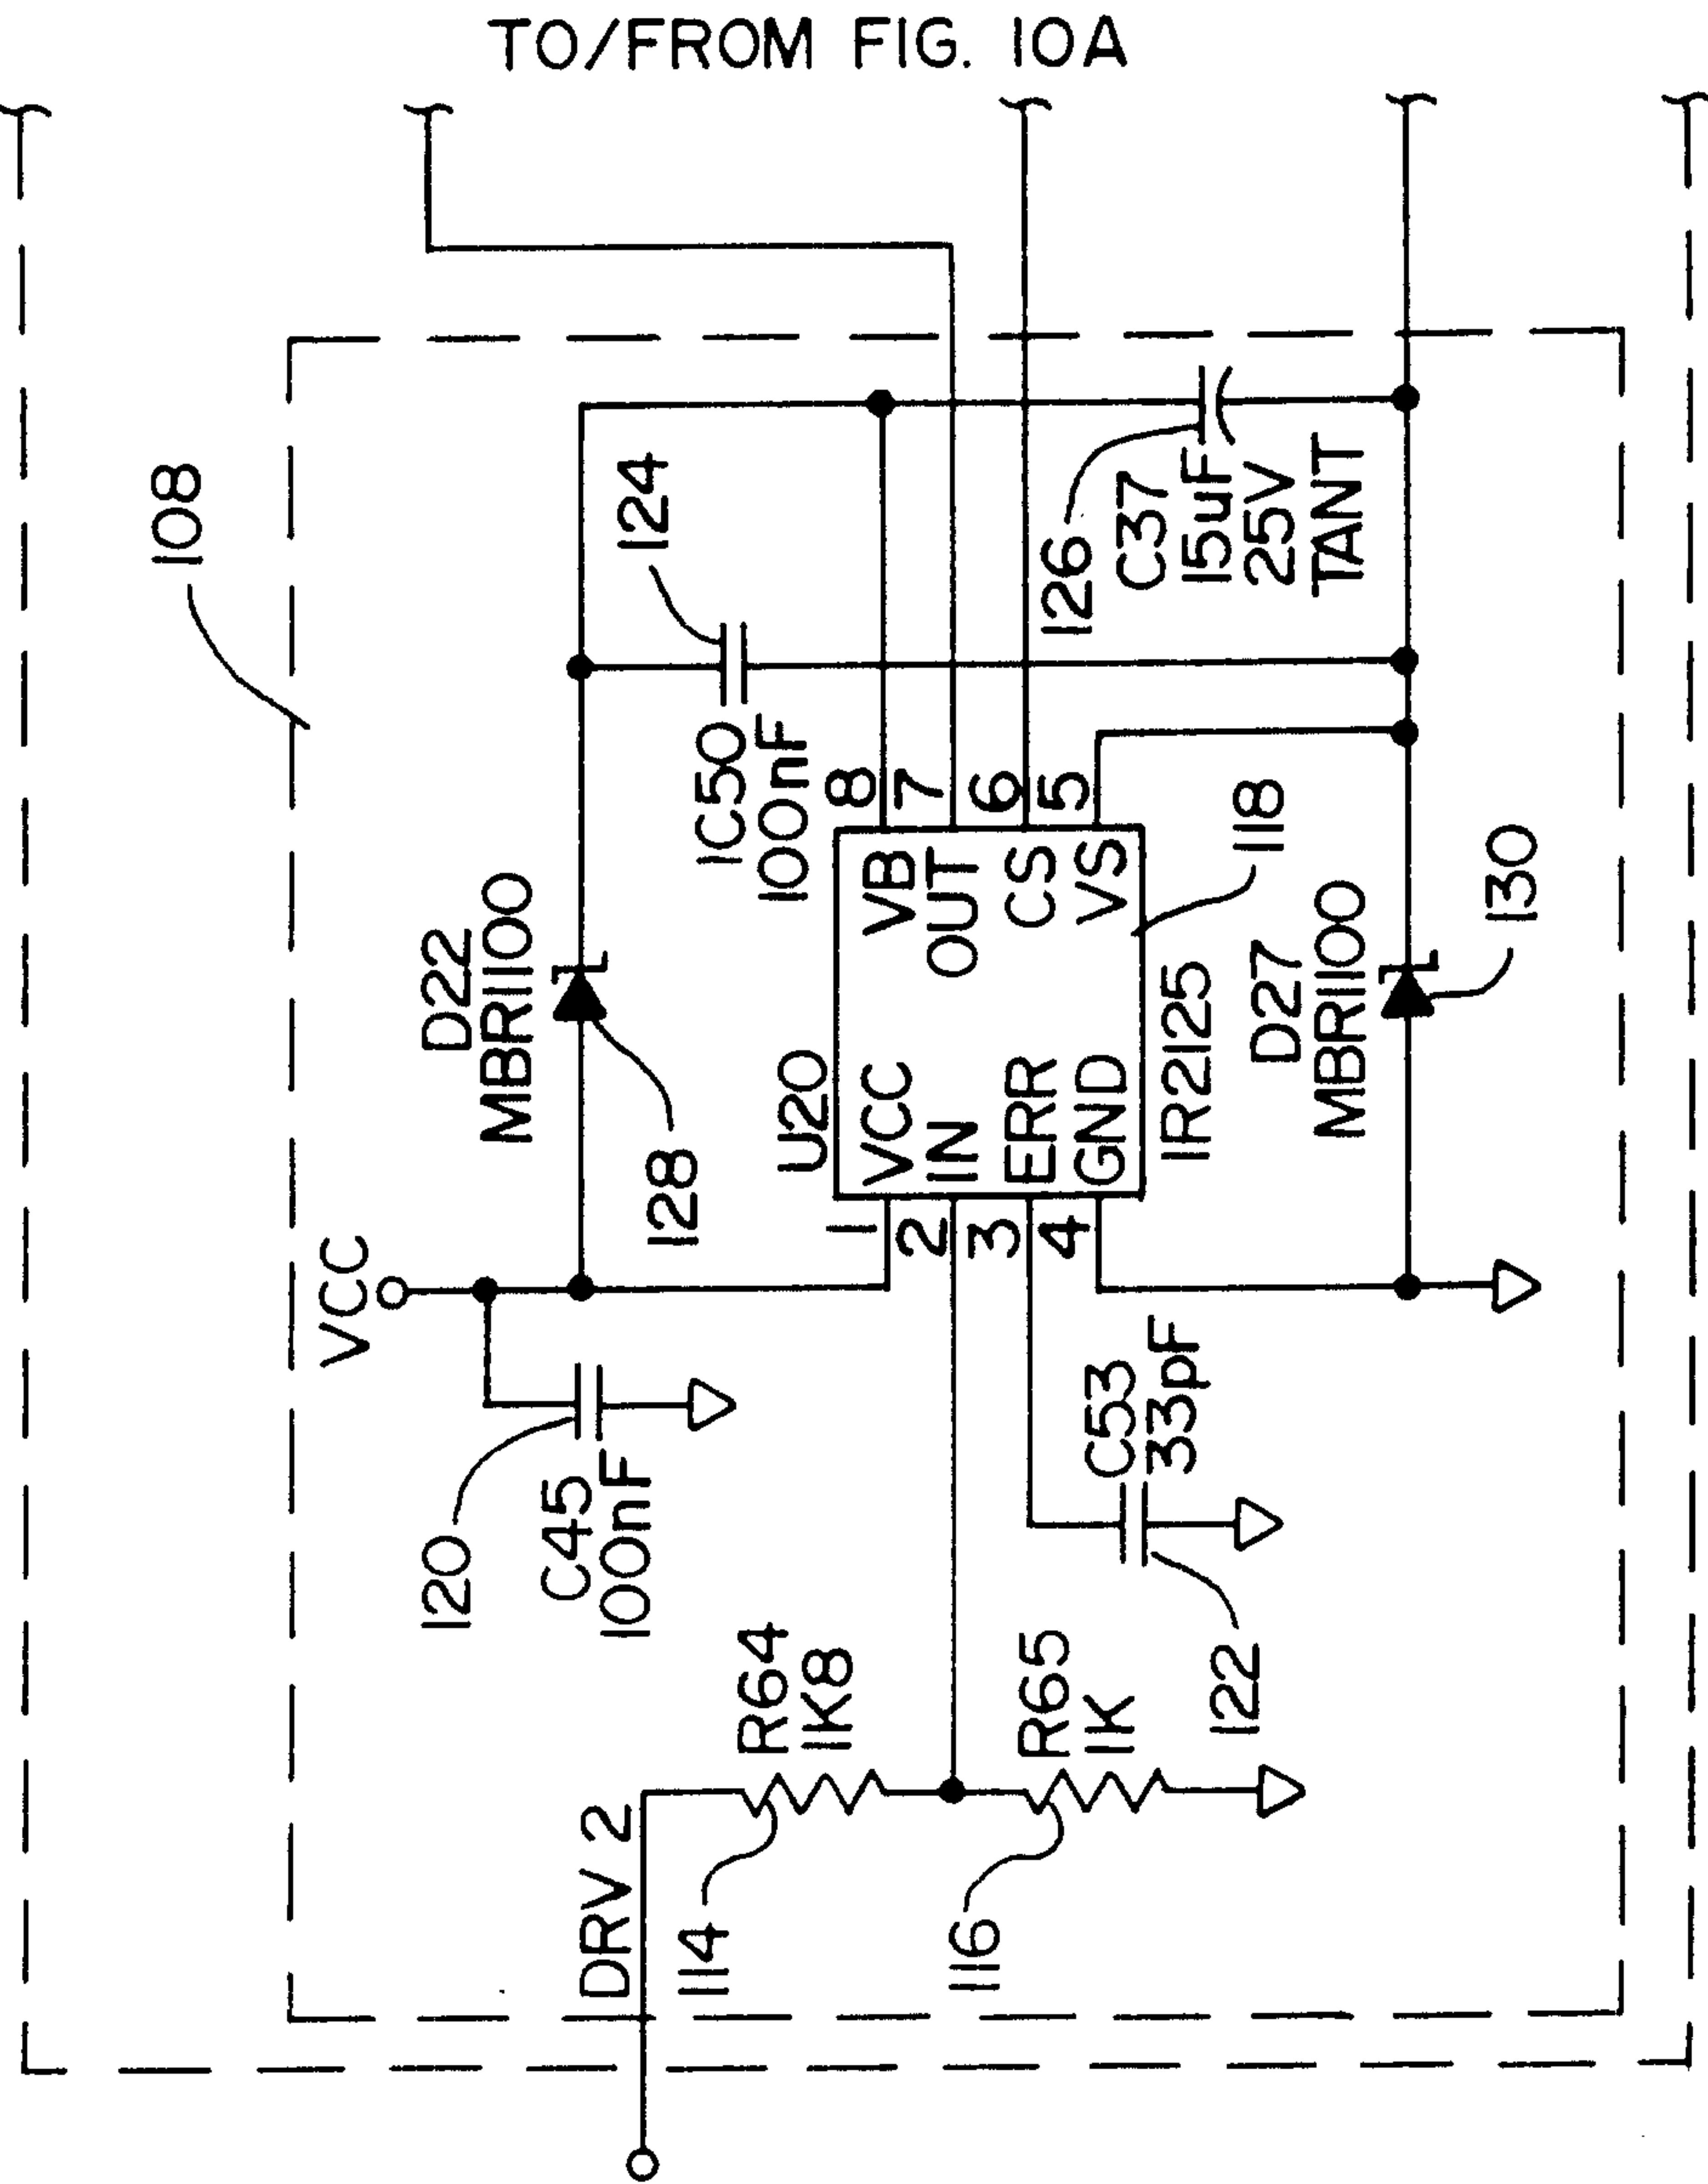 TO/FROM FIG. 10A
108
VCC
120
C45
100nF
D22
MBR1100
128
124
1C50
100nF
DRV 2
114
R64
1K8
116
R65
1K
U20
1
2
3
4
VCC
IN
ERR
GND
VB
OUT
CS
VS
8
7
6
5
IR2125
118
C53
33pF
122
126
C37
15uF
25V
TANT
D27
MBR1100
130